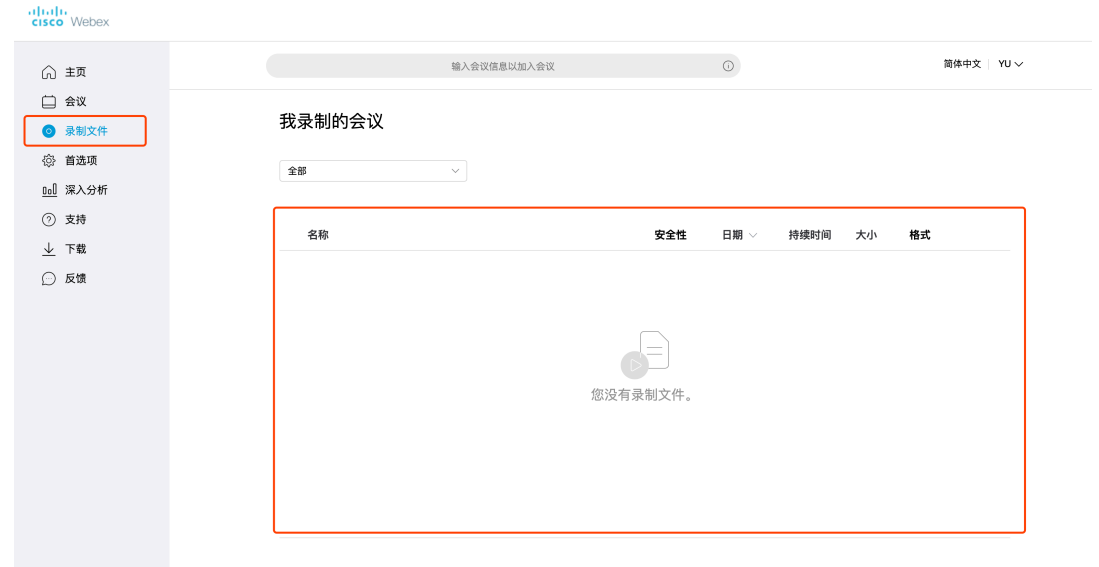 cisco Webex
主页
会议
录制文件
首选项
深入分析
支持
下载
反馈
输入会议信息以加入会议
简体中文 YU
我录制的会议
全部
名称 安全性 日期 持续时间 大小 格式
您没有录制文件。